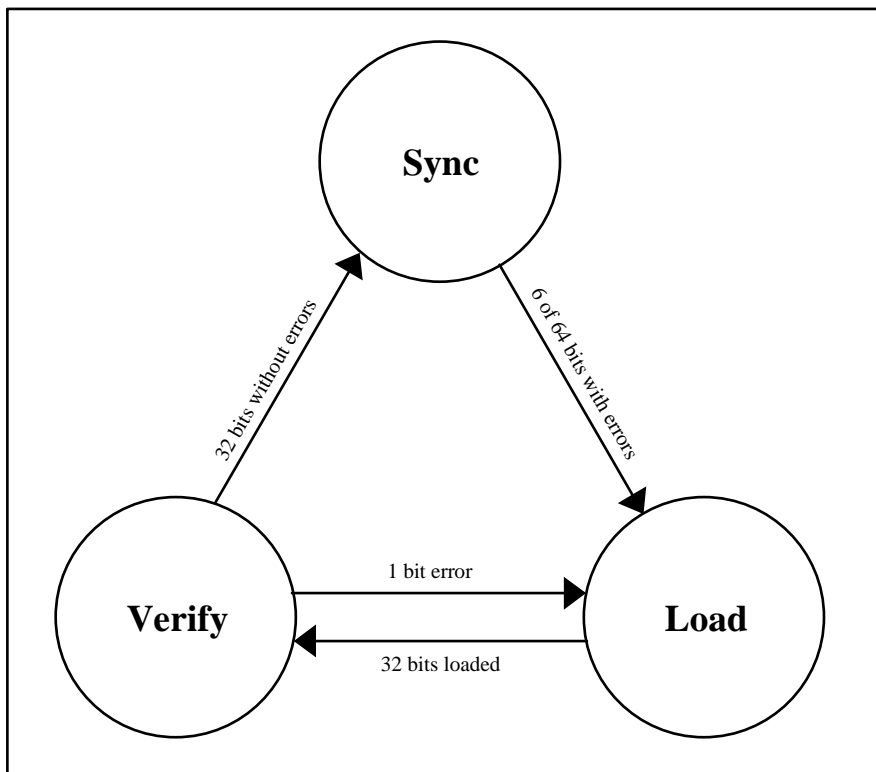 Sync
32 bits without errors
6 of 64 bits with errors
1 bit error
Verify
Load
32 bits loaded